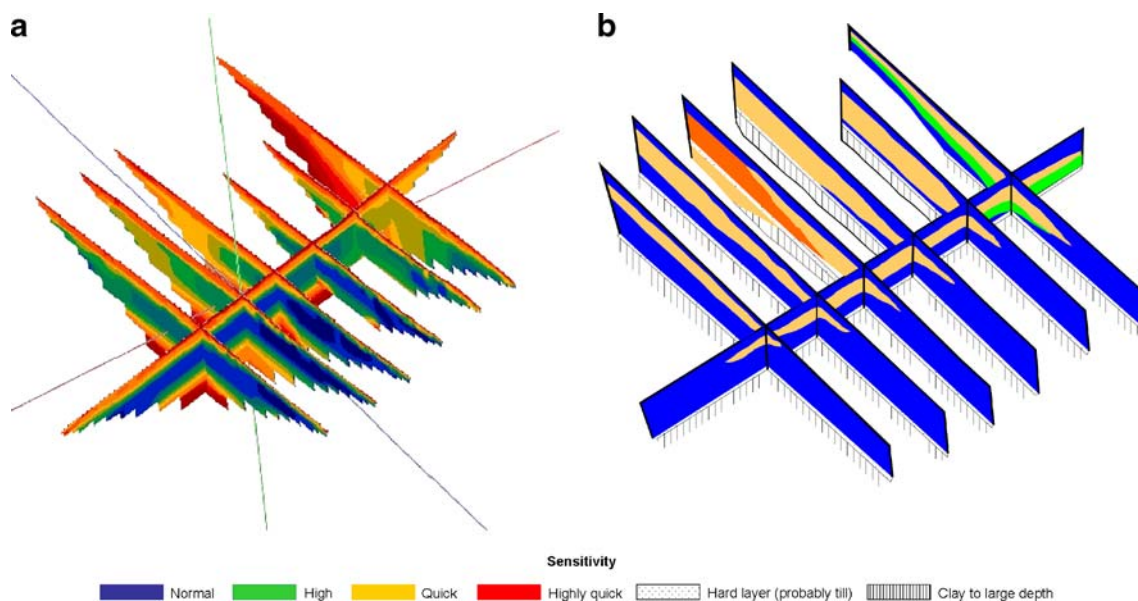 a b
Sensitivity
Normal High Quick Highly quick Hard layer (probably till) Clay to large depth